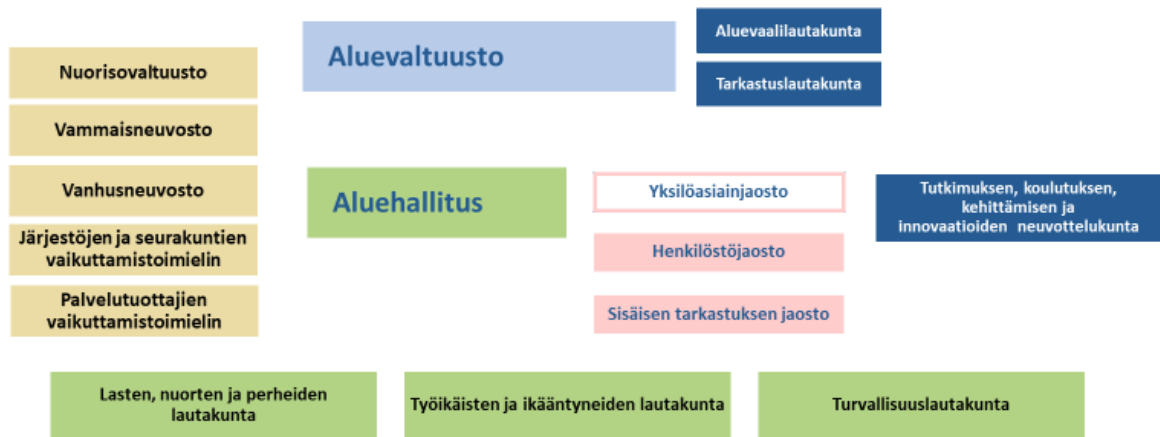 Aluevaltuusto
Aluevaalilautakunta
Tarkastuslautakunta
Nuorisovaltuusto
Vammaisneuvosto
Vanhusneuvosto
Järjestöjen ja seurakuntien
vaikuttamistoimielin
Palvelutuottajien
vaikuttamistoimielin
Aluehallitus
Yksilöasiainjaosto
Henkilöstöjaosto
Sisäisen tarkastuksen jaosto
Tutkimuksen, koulutuksen,
kehittämisen ja
innovaatioiden neuvottelukunta
Lasten, nuorten ja perheiden
lautakunta
Työikäisten ja ikääntyneiden lautakunta
Turvallisuuslautakunta